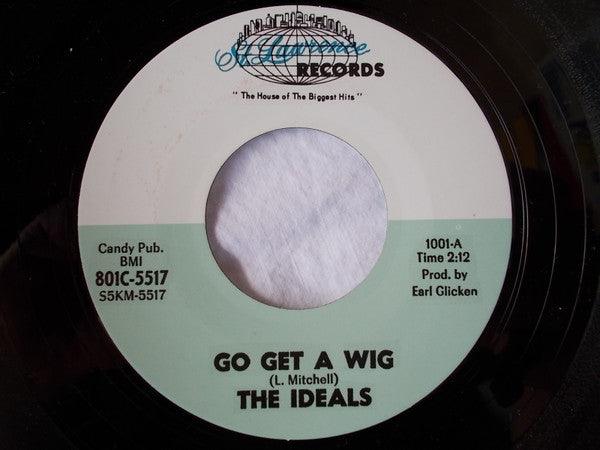 St. Lawrence
RECORDS
" The House of The Biggest Hits "
Candy Pub.
BMI
801C-5517
S5KM-5517
1001-A
Time 2:12
Prod. by
Earl Glicken
GO GET A WIG
(L. Mitchell)
THE IDEALS